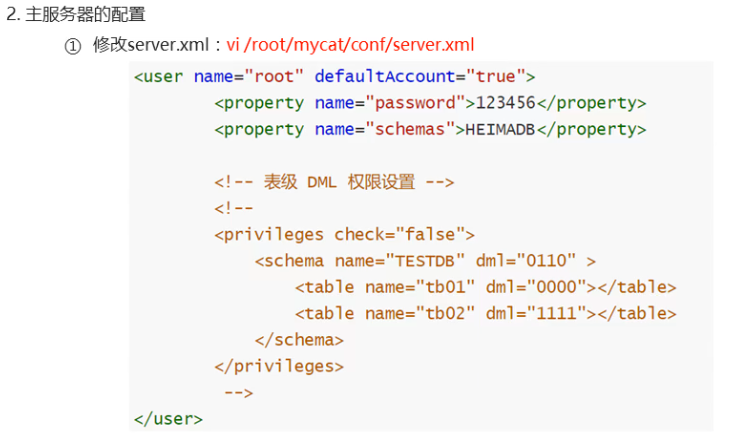 2. 主服务器的配置
① 修改server.xml：vi /root/mycat/conf/server.xml
<user name="root" defaultAccount="true">
<property name="password">123456</property>
<property name="schemas">HEIMADB</property>
<!-- 表级 DML 权限设置 -->
<!--
<privileges check="false">
<schema name="TESTDB" dml="0110" >
<table name="tb01" dml="0000"></table>
<table name="tb02" dml="1111"></table>
</schema>
</privileges>
-->
</user>